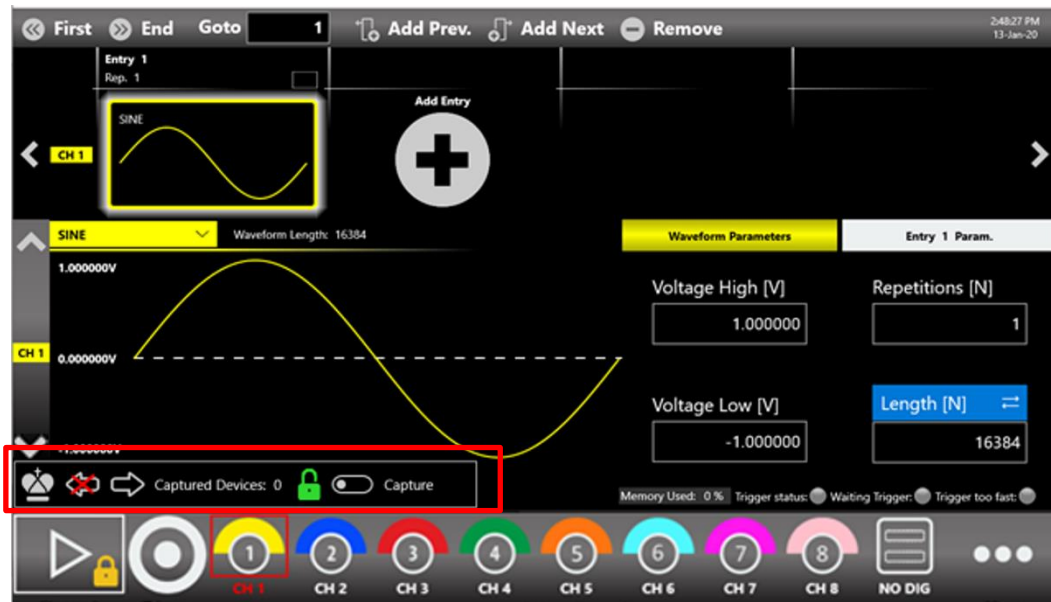 First End Goto 1 Add Prev. Add Next Remove
2:48:27 PM
13-Jan-20
Entry 1
Rep. 1
SINE
Add Entry
CH 1
SINE
Waveform Length: 16384
Waveform Parameters
Entry 1 Param.
1.000000V
Voltage High [V]
Repetitions [N]
1.000000
1
CH 1
0.000000V
Voltage Low [V]
Length [N]
-1.000000V
-1.000000
16384
Captured Devices: 0
Capture
Memory Used: 0 %
Trigger status:
Waiting Trigger:
Trigger too fast:
1 2 3 4 5 6 7 8
CH 1 CH 2 CH 3 CH 4 CH 5 CH 6 CH 7 CH 8 NO DIG